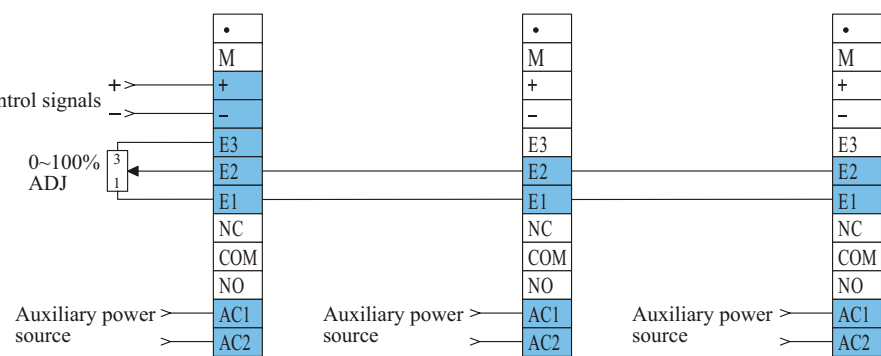 •
M
+
−
E3
E2
E1
NC
COM
NO
AC1
AC2
+
−
ntrol signals
0~100%
ADJ
3
1
Auxiliary power
source
•
M
+
−
E3
E2
E1
NC
COM
NO
AC1
AC2
Auxiliary power
source
•
M
+
−
E3
E2
E1
NC
COM
NO
AC1
AC2
Auxiliary power
source